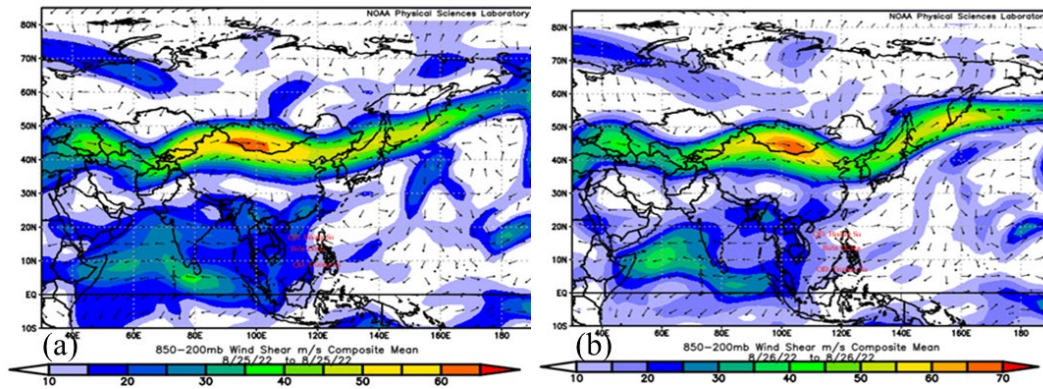 NOAA Physical Sciences Laboratory
80N
70N
60N
50N
40N
30N
20N
10N
EQ
10S
60E
80E
100E
120E
140E
160E
180
(a)
850-200mb Wind Shear m/s Composite Mean
8/25/22 to 8/25/22
10 20 30 35 40 45 50 60
NOAA Physical Sciences Laboratory
80N
70N
60N
50N
40N
30N
20N
10N
EQ
10S
60E
80E
100E
120E
140E
160E
(b)
850-200mb Wind Shear m/s Composite Mean
8/26/22 to 8/26/22
10 20 30 40 50 60 70